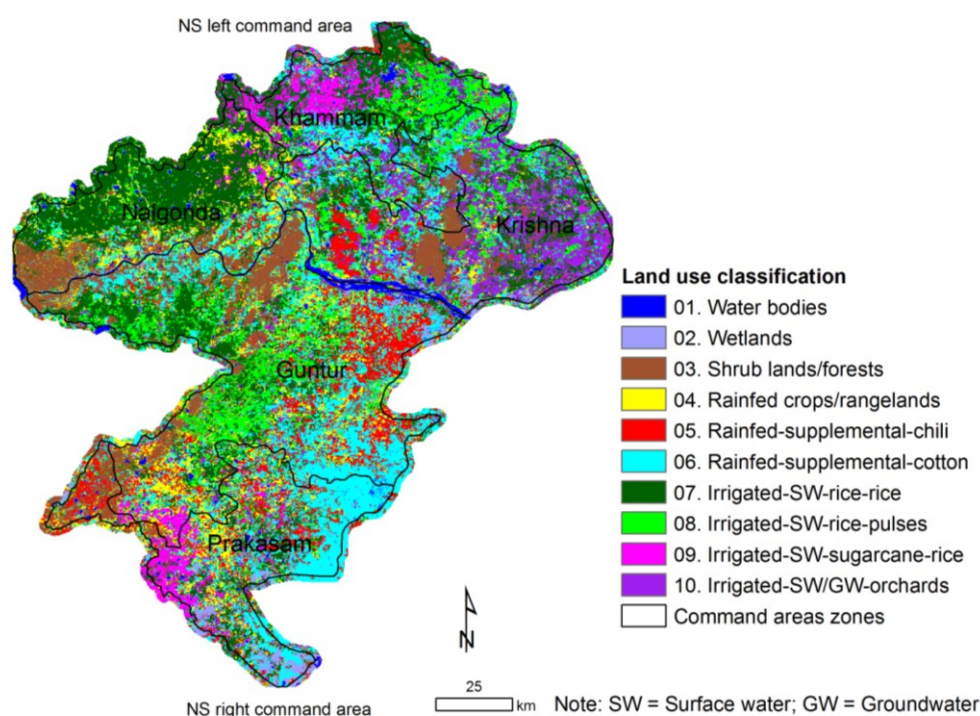 NS left command area
Khammam
Nalgonda
Krishna
Guntur
Prakasam
NS right command area
Land use classification
01. Water bodies
02. Wetlands
03. Shrub lands/forests
04. Rainfed crops/rangelands
05. Rainfed-supplemental-chili
06. Rainfed-supplemental-cotton
07. Irrigated-SW-rice-rice
08. Irrigated-SW-rice-pulses
09. Irrigated-SW-sugarcane-rice
10. Irrigated-SW/GW-orchards
Command areas zones
N
25
km
Note: SW = Surface water; GW = Groundwater